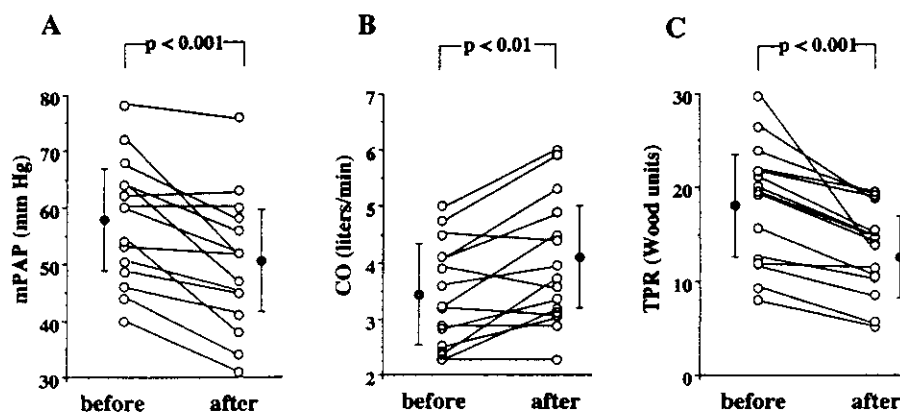 A
B
C
p < 0.001
p < 0.01
p < 0.001
mPAP (mm Hg)
80
70
60
50
40
30
before
after
CO (liters/min)
7
6
5
4
3
2
before
after
TPR (Wood units)
30
20
10
0
before
after